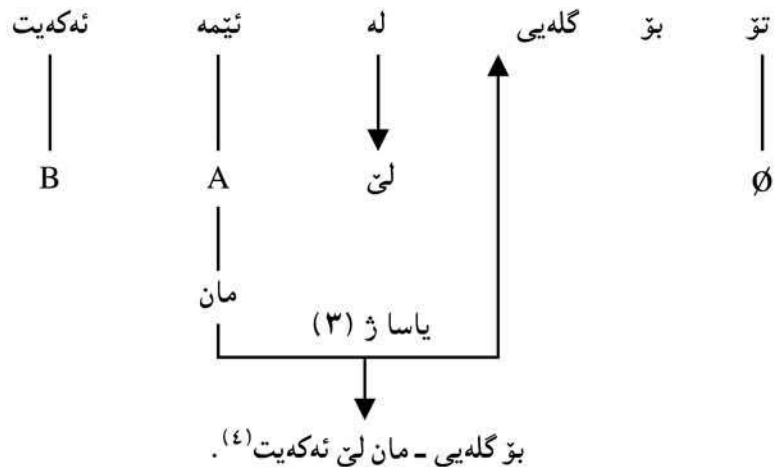 تۆ بۆ گلەیی لە ئێمە ئەکەیت
Ø لێ A B
مان
یاسا ژ (٣)
بۆ گلەیی ـ مان لێ ئەکەیت(٤).